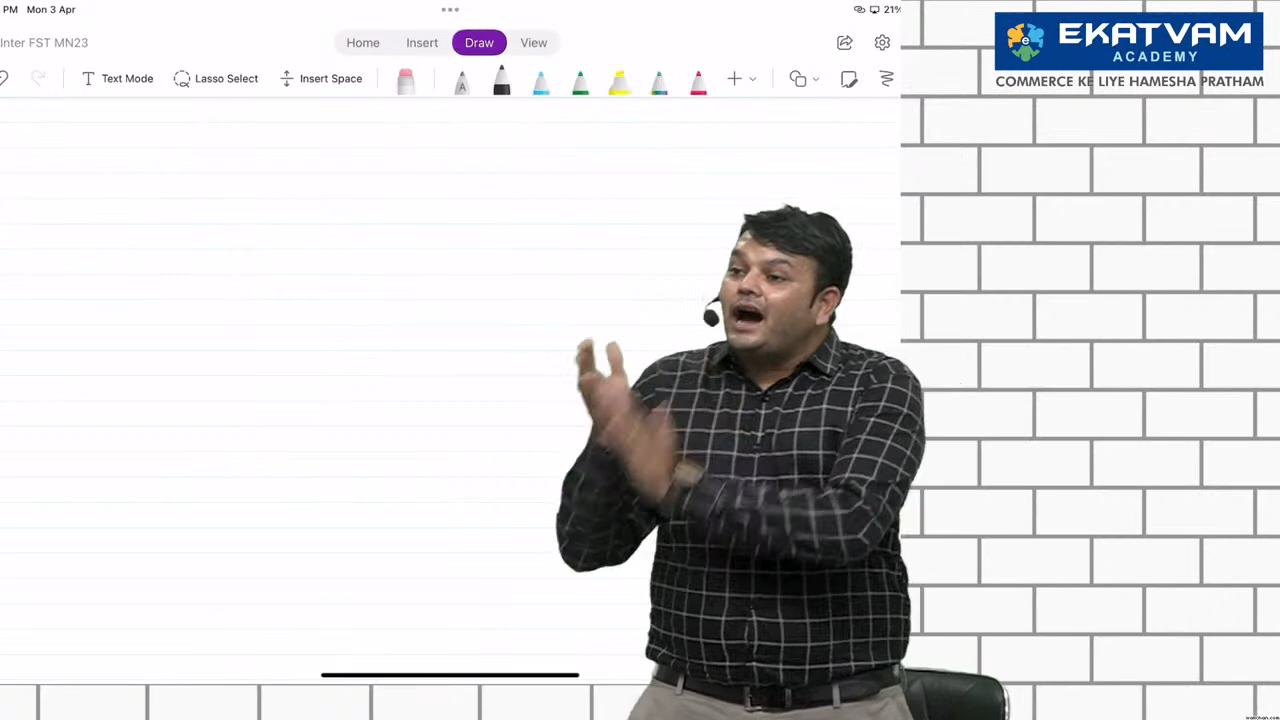 PM Mon 3 Apr
21%
Inter FST MN23
Home Insert Draw View
Text Mode Lasso Select Insert Space
A
e
EKATVAM
ACADEMY
COMMERCE KE LIYE HAMESHA PRATHAM